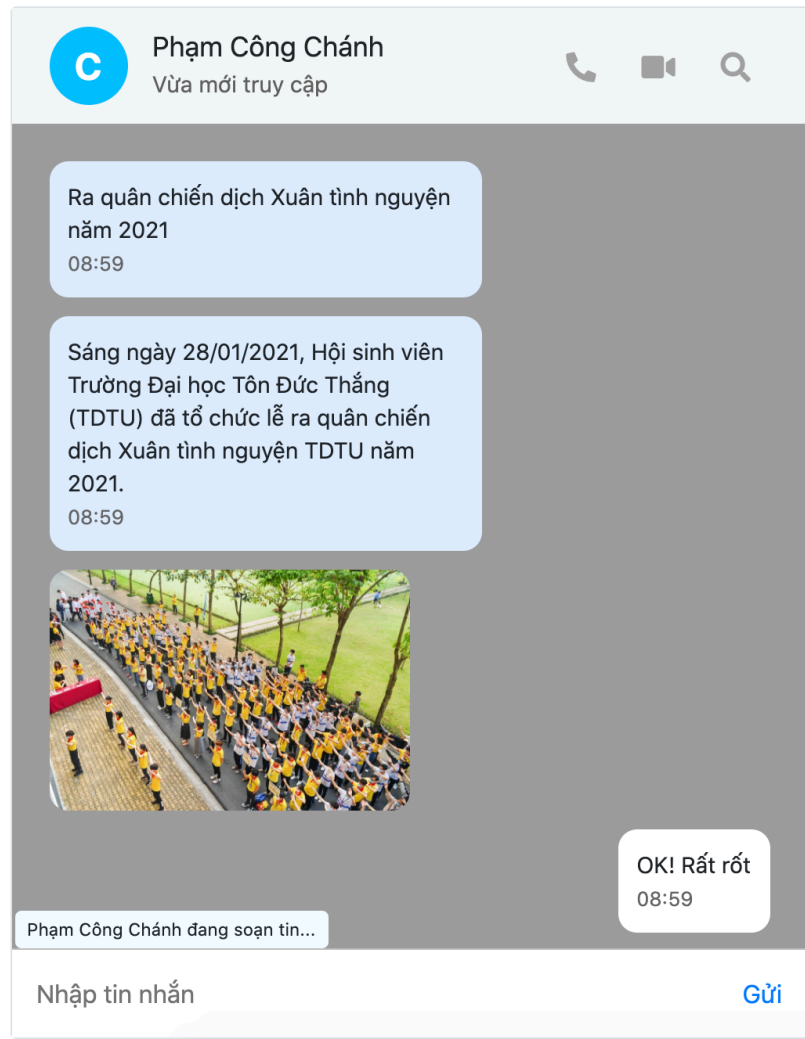 C
Phạm Công Chánh
Vừa mới truy cập
Ra quân chiến dịch Xuân tình nguyện
năm 2021
08:59
Sáng ngày 28/01/2021, Hội sinh viên
Trường Đại học Tôn Đức Thắng
(TDTU) đã tổ chức lễ ra quân chiến
dịch Xuân tình nguyện TDTU năm
2021.
08:59
OK! Rất rốt
08:59
Phạm Công Chánh đang soạn tin...
Nhập tin nhắn
Gửi